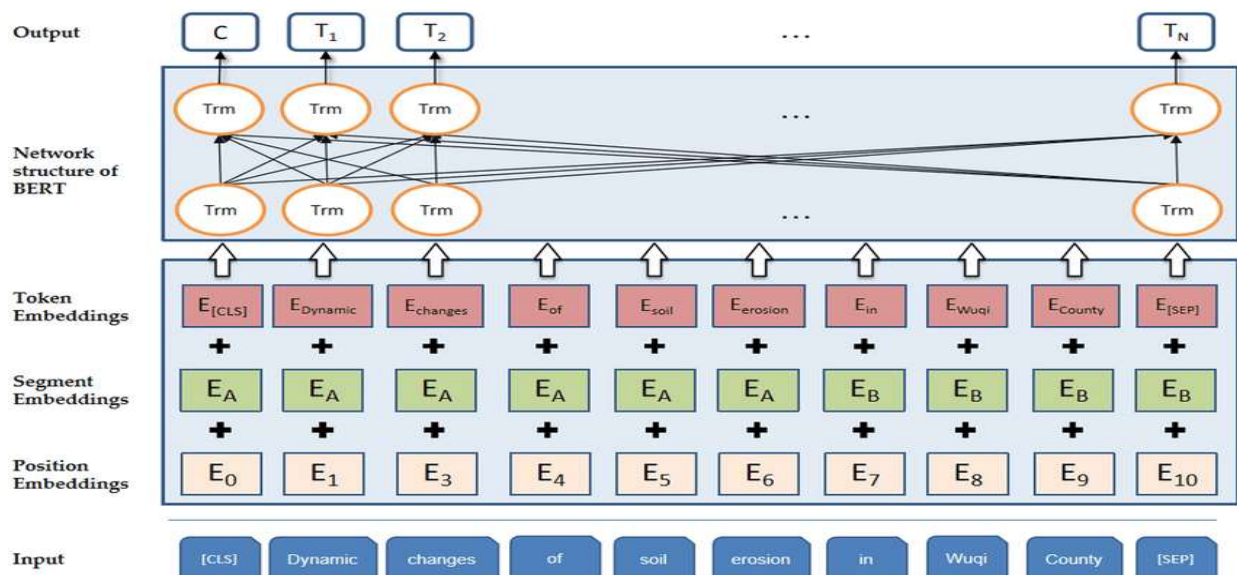 Output C T1 T2 ... TN
Trm Trm Trm ... Trm
Network
structure of
BERT
Trm Trm Trm ... Trm
Token
Embeddings
E[CLS] EDynamic Echanges Eof Esoil Eerosion Ein EWuqi ECounty E[SEP]
+ + + + + + + + + +
Segment
Embeddings
EA EA EA EA EA EA EB EB EB EB
+ + + + + + + + + +
Position
Embeddings
E0 E1 E3 E4 E5 E6 E7 E8 E9 E10
Input [CLS] Dynamic changes of soil erosion in Wuqi County [SEP]